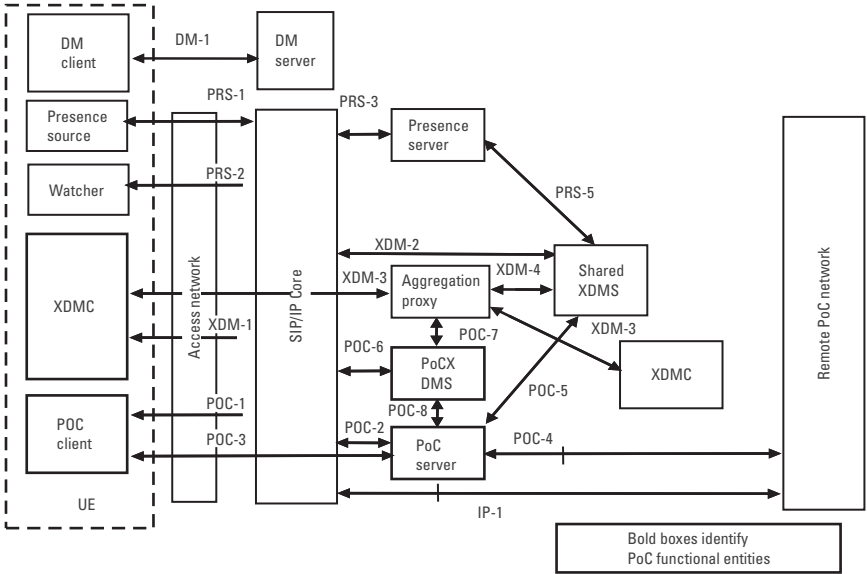 DM
client
DM-1
DM
server
PRS-1
Presence
source
PRS-3
Presence
server
Watcher
PRS-2
PRS-5
XDMC
XDM-2
XDM-3
Aggregation
proxy
XDM-4
Shared
XDMS
XDM-1
Access network
SIP/IP Core
POC-7
XDM-3
POC-6
PoCX
DMS
POC-5
XDMC
Remote PoC network
POC
client
POC-1
POC-8
POC-2
POC-3
PoC
server
POC-4
UE
IP-1
Bold boxes identify
PoC functional entities